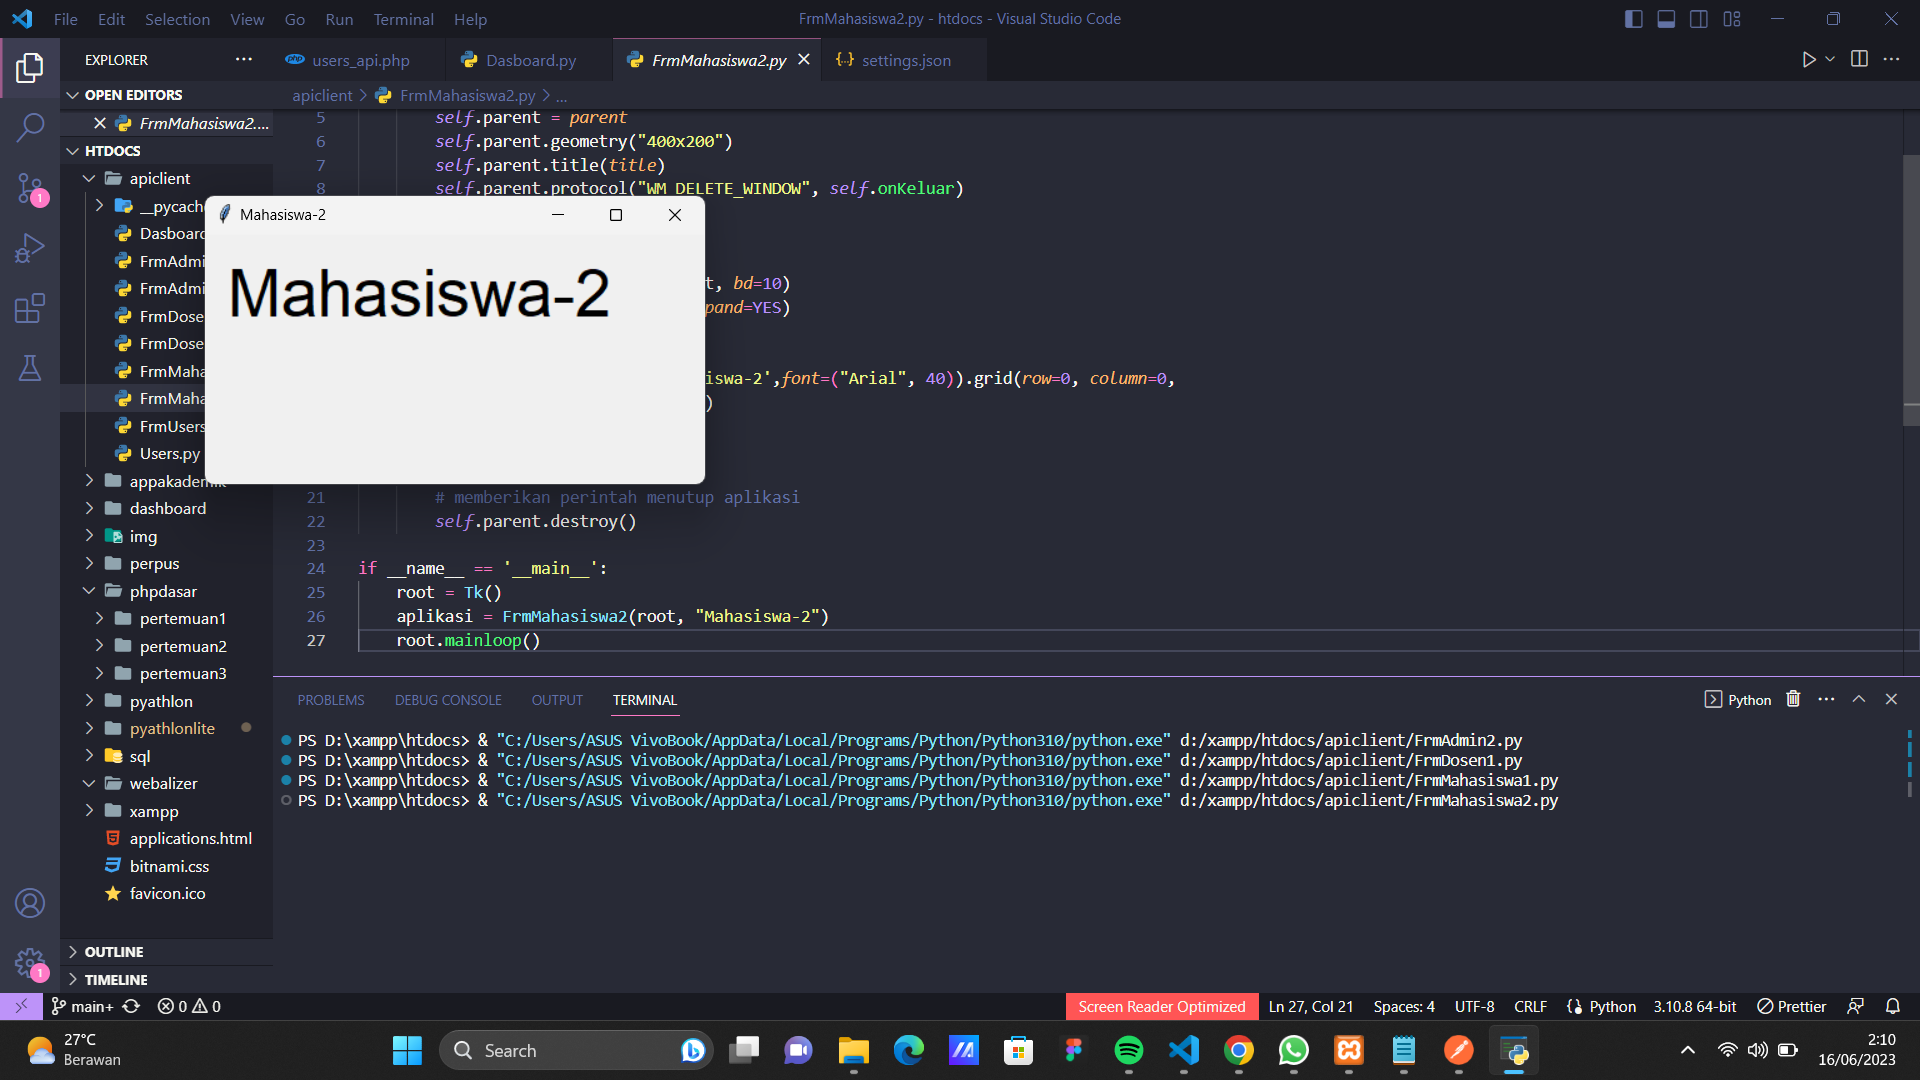 File Edit Selection View Go Run Terminal Help
FrmMahasiswa2.py - htdocs - Visual Studio Code
EXPLORER
users_api.php
Dasboard.py
FrmMahasiswa2.py
settings.json
OPEN EDITORS
FrmMahasiswa2....
HTDOCS
apiclient
__pycach
Dasboard
FrmAdmi
FrmAdmi
FrmDose
FrmDose
FrmMaha
FrmMaha
FrmUsers
Users.py
appakademik
dashboard
img
perpus
phpdasar
pertemuan1
pertemuan2
pertemuan3
pyathlon
pyathlonlite
sql
webalizer
xampp
applications.html
bitnami.css
favicon.ico
OUTLINE
TIMELINE
apiclient > FrmMahasiswa2.py > ...
5 self.parent = parent
6 self.parent.geometry("400x200")
7 self.parent.title(title)
8 self.parent.protocol("WM_DELETE_WINDOW", self.onKeluar)
t, bd=10)
pand=YES)
iswa-2',font=("Arial", 40)).grid(row=0, column=0,
)
21 # memberikan perintah menutup aplikasi
22 self.parent.destroy()
23
24 if __name__ == '__main__':
25 root = Tk()
26 aplikasi = FrmMahasiswa2(root, "Mahasiswa-2")
27 root.mainloop()
Mahasiswa-2
Mahasiswa-2
PROBLEMS DEBUG CONSOLE OUTPUT TERMINAL
Python
PS D:\xampp\htdocs> & "C:/Users/ASUS VivoBook/AppData/Local/Programs/Python/Python310/python.exe" d:/xampp/htdocs/apiclient/FrmAdmin2.py
PS D:\xampp\htdocs> & "C:/Users/ASUS VivoBook/AppData/Local/Programs/Python/Python310/python.exe" d:/xampp/htdocs/apiclient/FrmDosen1.py
PS D:\xampp\htdocs> & "C:/Users/ASUS VivoBook/AppData/Local/Programs/Python/Python310/python.exe" d:/xampp/htdocs/apiclient/FrmMahasiswa1.py
PS D:\xampp\htdocs> & "C:/Users/ASUS VivoBook/AppData/Local/Programs/Python/Python310/python.exe" d:/xampp/htdocs/apiclient/FrmMahasiswa2.py
1
1
main+ 0 0
Screen Reader Optimized Ln 27, Col 21 Spaces: 4 UTF-8 CRLF Python 3.10.8 64-bit Prettier
27°C
Berawan
Search
2:10
16/06/2023